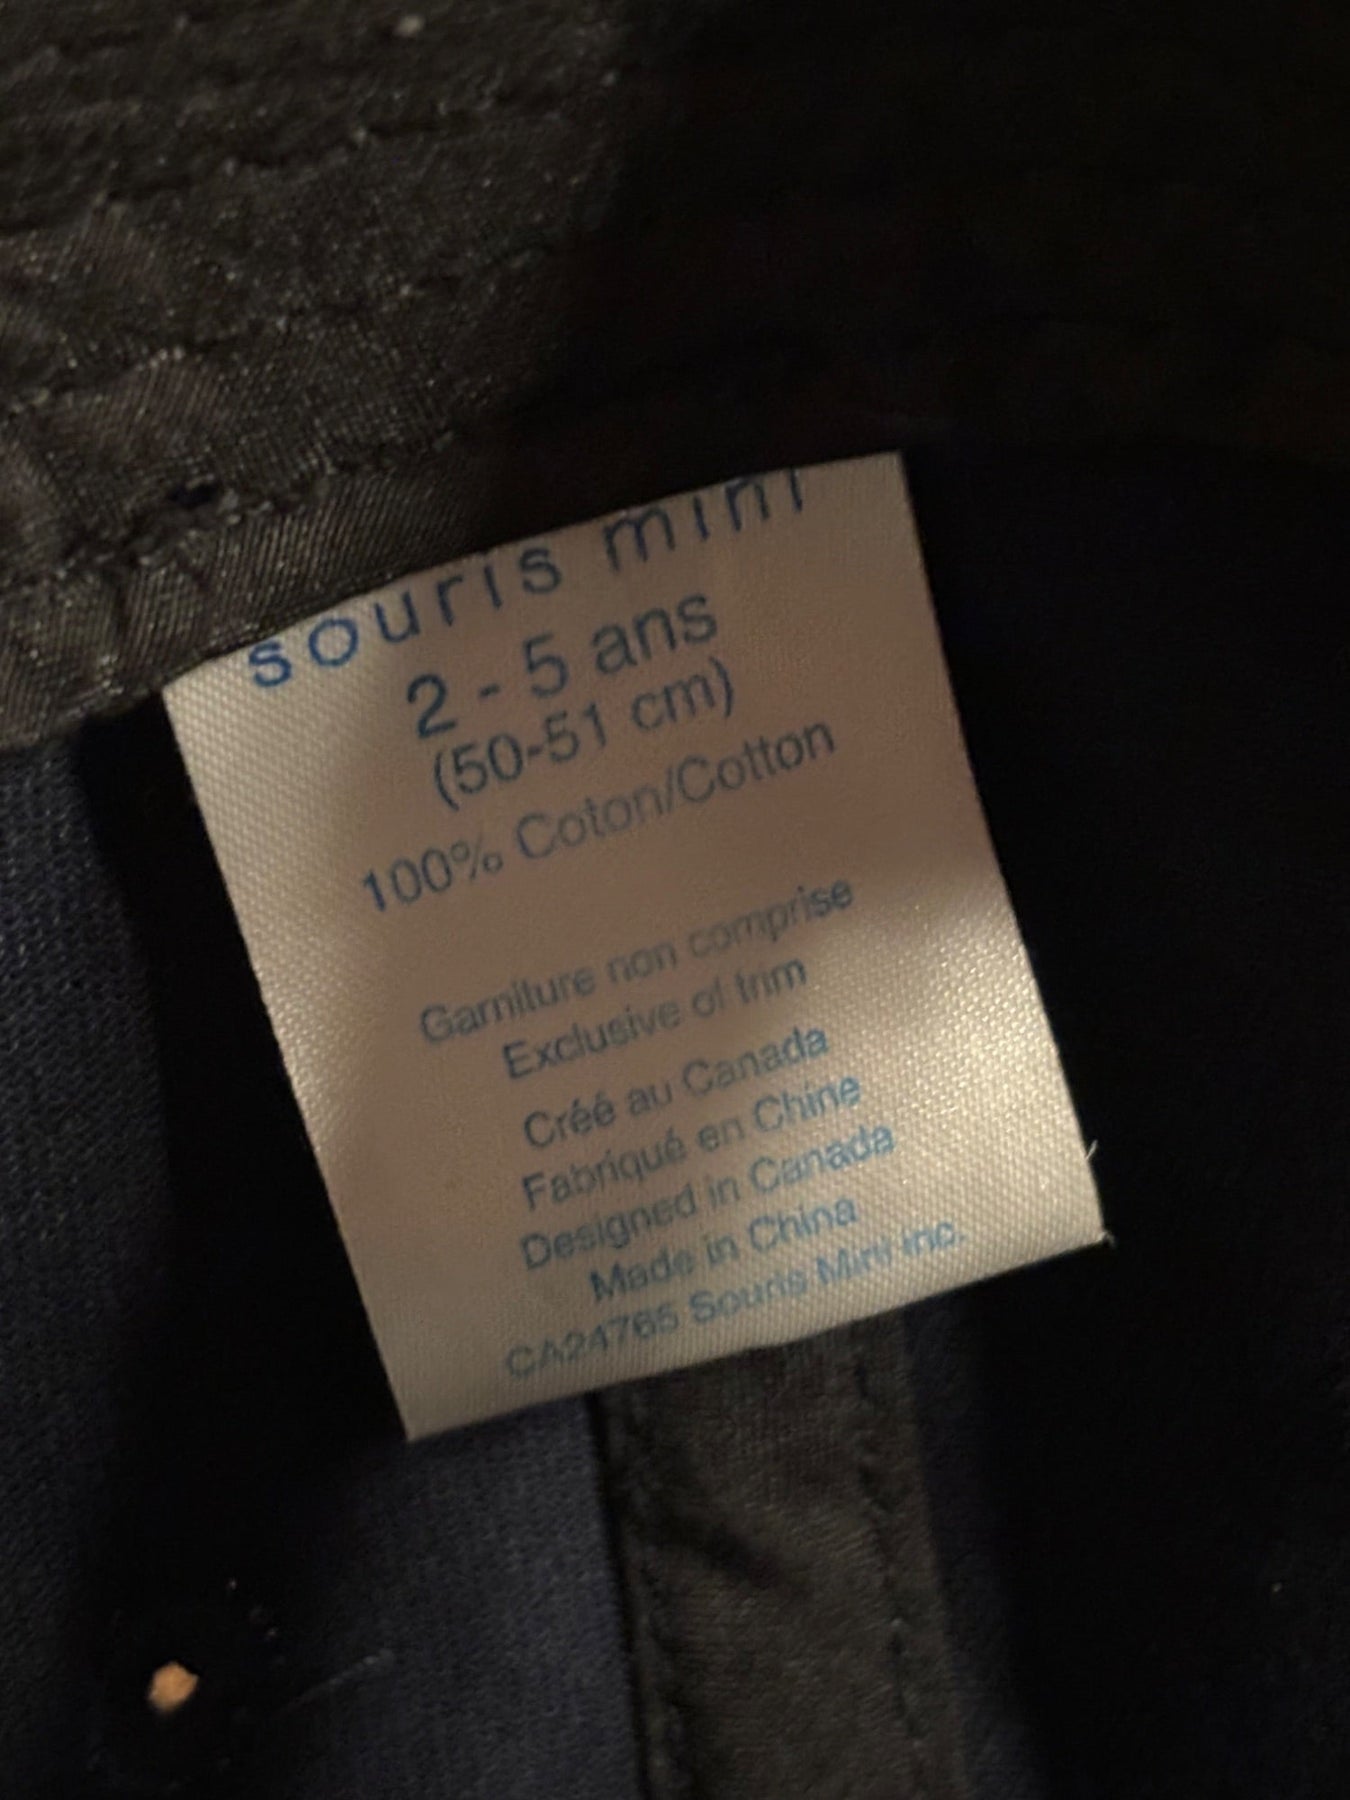 souris mini
2 - 5 ans
(50-51 cm)
100% Coton/Cotton
Garniture non comprise
Exclusive of trim
Créé au Canada
Fabriqué en Chine
Designed in Canada
Made in China
CA24765 Souris Mini inc.